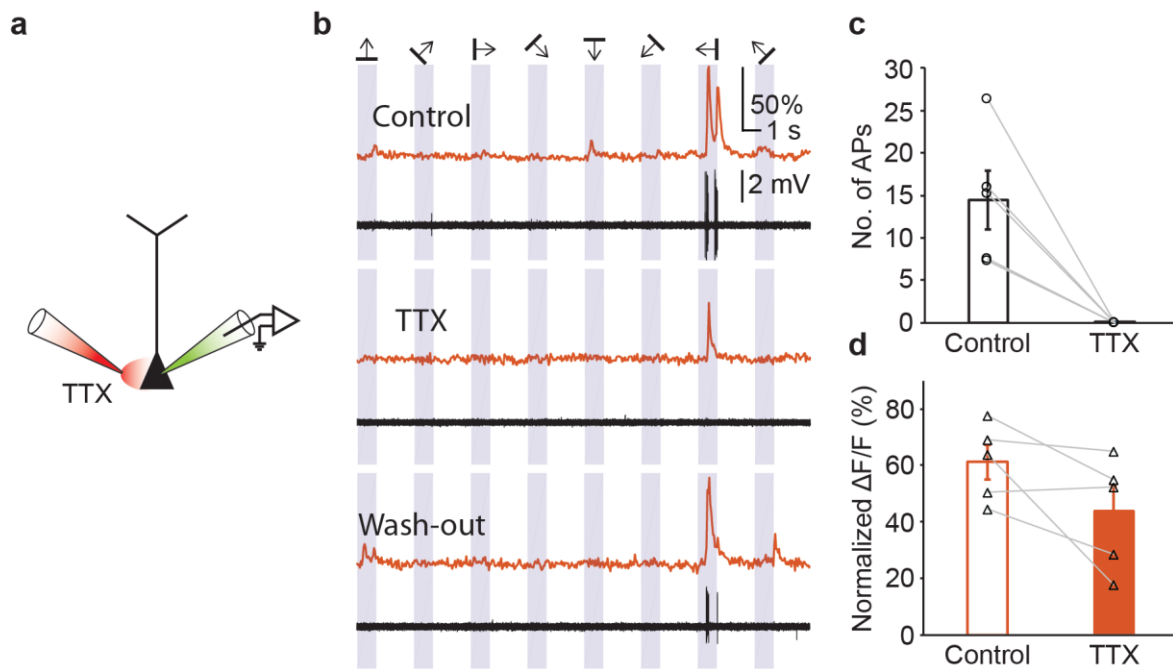 a
TTX
b
Control
50%
1 s
2 mV
TTX
Wash-out
c
No. of APs
30
25
20
15
10
5
0
Control
TTX
d
Normalized ΔF/F (%)
80
60
40
20
0
Control
TTX